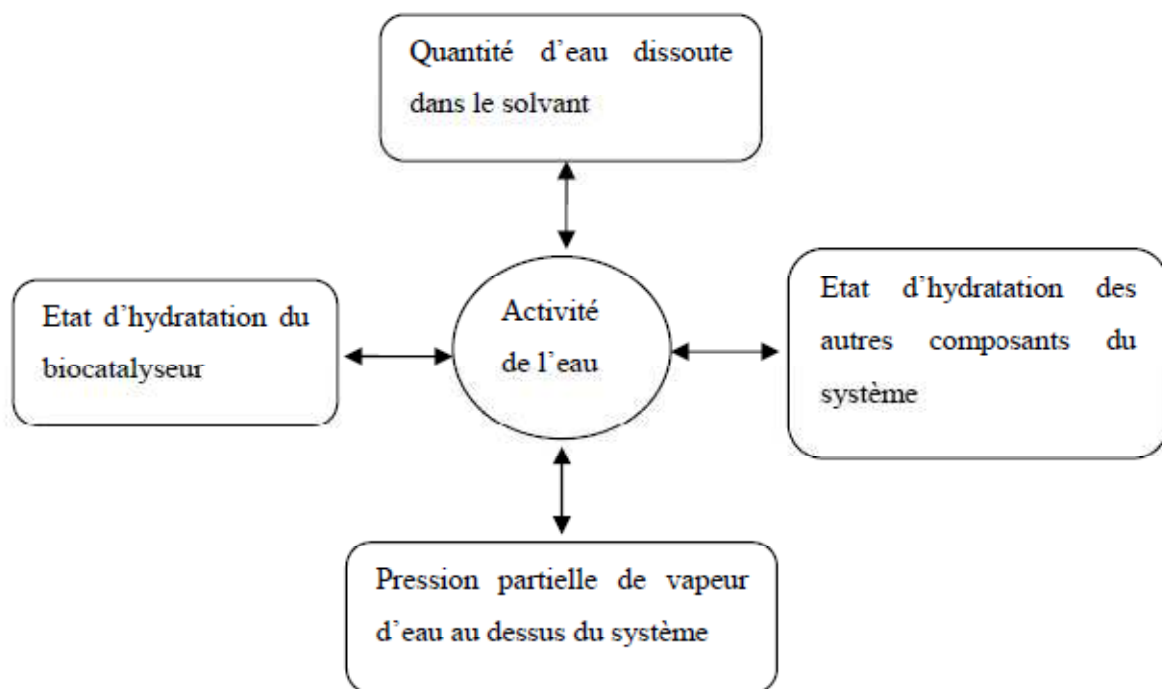 Quantité d'eau dissoute
dans le solvant
Etat d'hydratation du
biocatalyseur
Activité
de l'eau
Etat d'hydratation des
autres composants du
système
Pression partielle de vapeur
d'eau au dessus du système